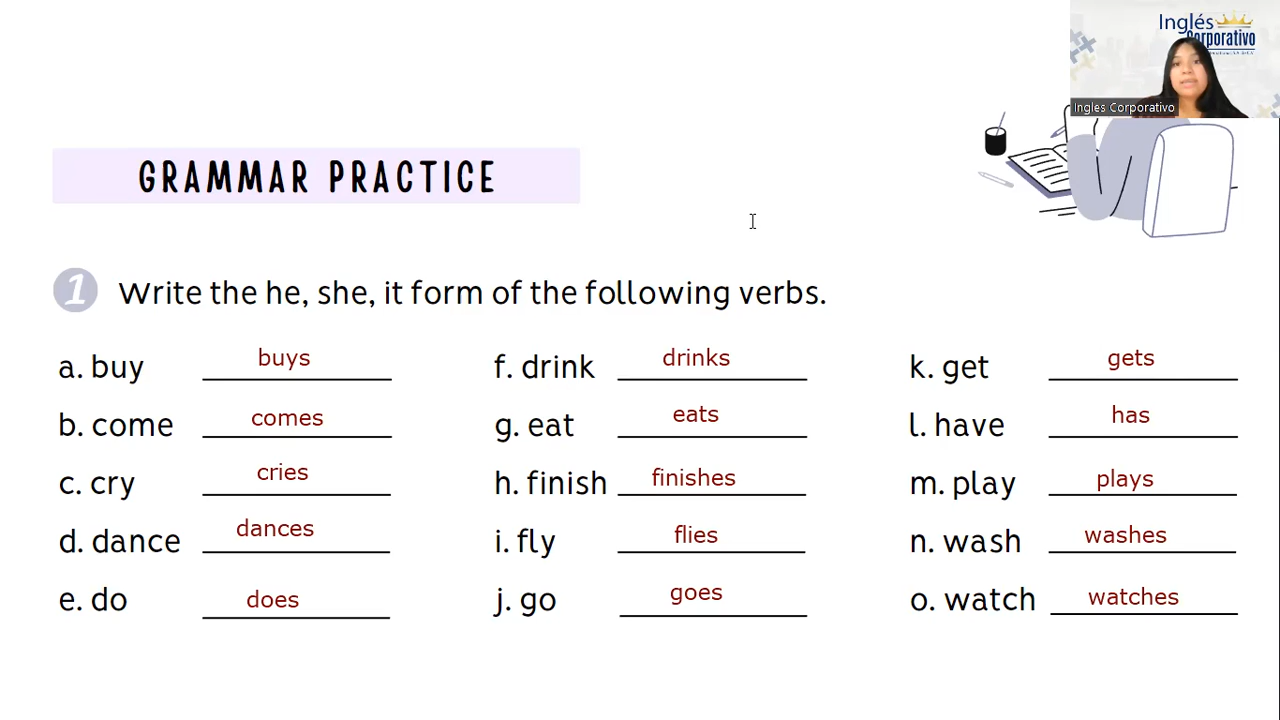 Inglés
Corporativo
Ingles Corporativo
GRAMMAR PRACTICE
1 Write the he, she, it form of the following verbs.
a. buy buys
b. come comes
c. cry cries
d. dance dances
e. do does
f. drink drinks
g. eat eats
h. finish finishes
i. fly flies
j. go goes
k. get gets
l. have has
m. play plays
n. wash washes
o. watch watches